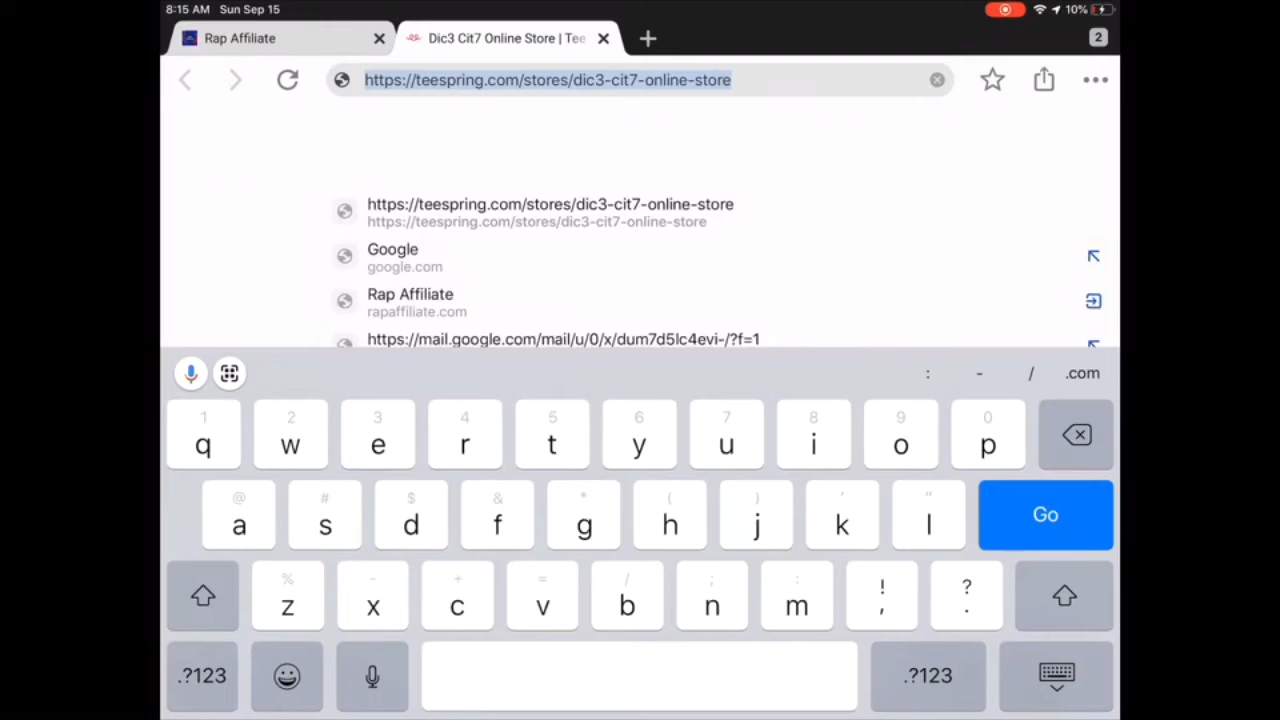 8:15 AM Sun Sep 15 10%
Rap Affiliate Dic3 Cit7 Online Store | Tee 2
https://teespring.com/stores/dic3-cit7-online-store
https://teespring.com/stores/dic3-cit7-online-store
https://teespring.com/stores/dic3-cit7-online-store
Google
google.com
Rap Affiliate
rapaffiliate.com
https://mail.google.com/mail/u/0/x/dum7d5lc4evi-/?f=1
: - / .com
1 2 3 4 5 6 7 8 9 0
q w e r t y u i o p
@ # $ & * ( ) ' "
a s d f g h j k l Go
% - + = / ; : ! ?
z x c v b n m , .
.?123 .?123